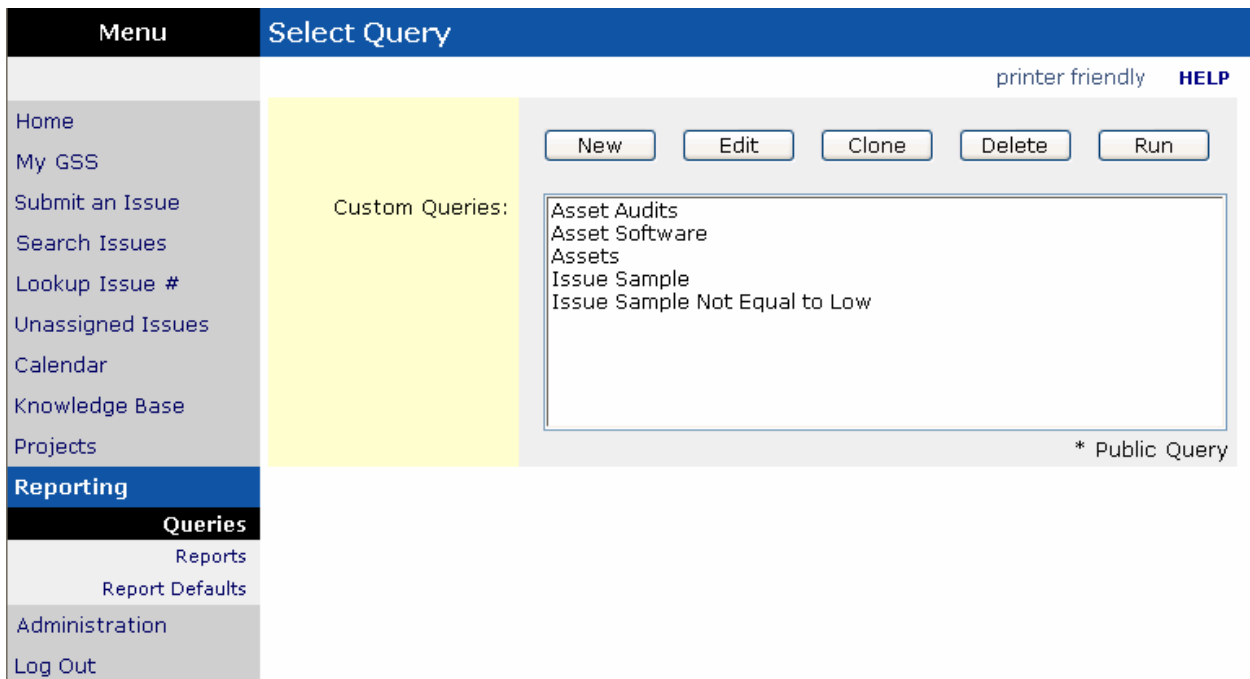 Menu
Select Query
printer friendly HELP
Home
My GSS
Submit an Issue
Search Issues
Lookup Issue #
Unassigned Issues
Calendar
Knowledge Base
Projects
Reporting
Queries
Reports
Report Defaults
Administration
Log Out
New Edit Clone Delete Run
Custom Queries:
Asset Audits
Asset Software
Assets
Issue Sample
Issue Sample Not Equal to Low
* Public Query